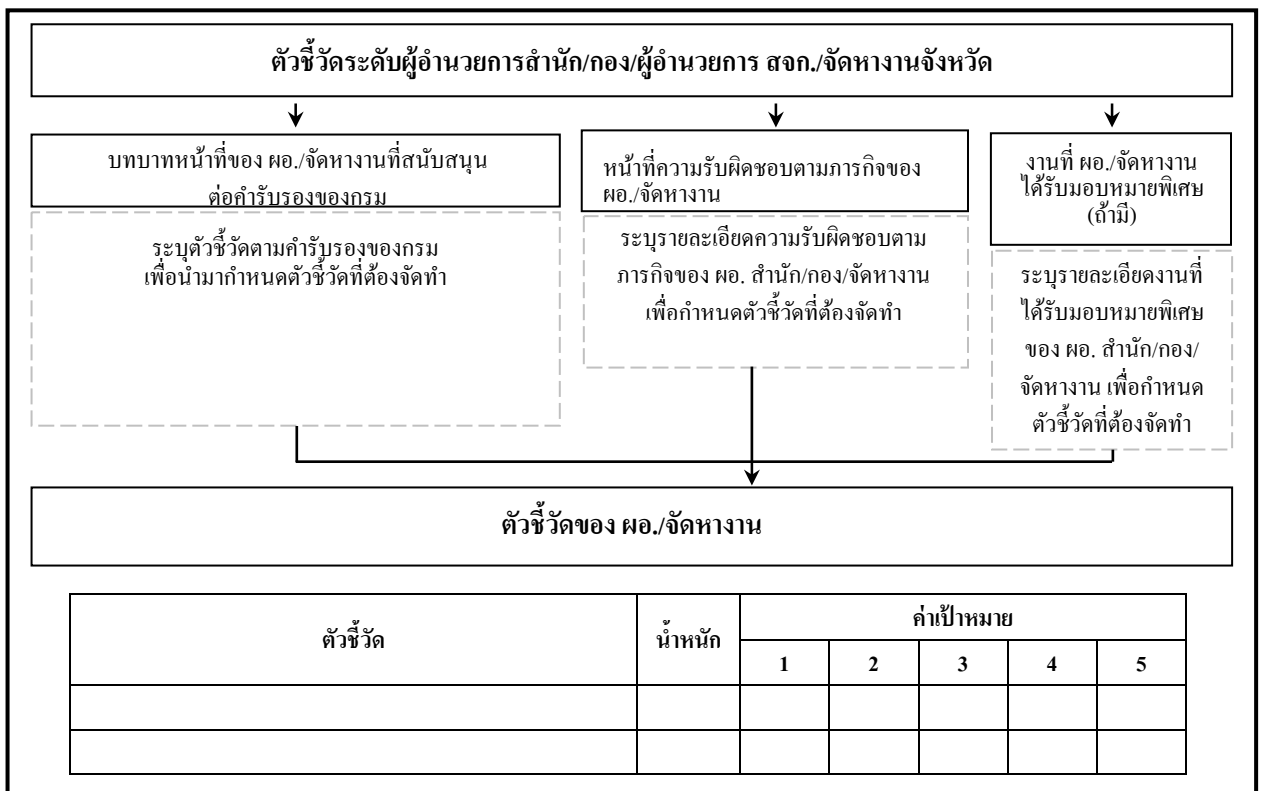 ตัวชี้วัดระดับผู้อำนวยการสำนัก/กอง/ผู้อำนวยการ สจก./จัดหางานจังหวัด
บทบาทหน้าที่ของ ผอ./จัดหางานที่สนับสนุน
ต่อคำรับรองของกรม
ระบุตัวชี้วัดตามคำรับรองของกรม
เพื่อนำมากำหนดตัวชี้วัดที่ต้องจัดทำ
หน้าที่ความรับผิดชอบตามภารกิจของ
ผอ./จัดหางาน
ระบุรายละเอียดความรับผิดชอบตาม
ภารกิจของ ผอ. สำนัก/กอง/จัดหางาน
เพื่อกำหนดตัวชี้วัดที่ต้องจัดทำ
งานที่ ผอ./จัดหางาน
ได้รับมอบหมายพิเศษ
(ถ้ามี)
ระบุรายละเอียดงานที่
ได้รับมอบหมายพิเศษ
ของ ผอ. สำนัก/กอง/
จัดหางาน เพื่อกำหนด
ตัวชี้วัดที่ต้องจัดทำ
ตัวชี้วัดของ ผอ./จัดหางาน
ตัวชี้วัด
น้ำหนัก
ค่าเป้าหมาย
1 2 3 4 5